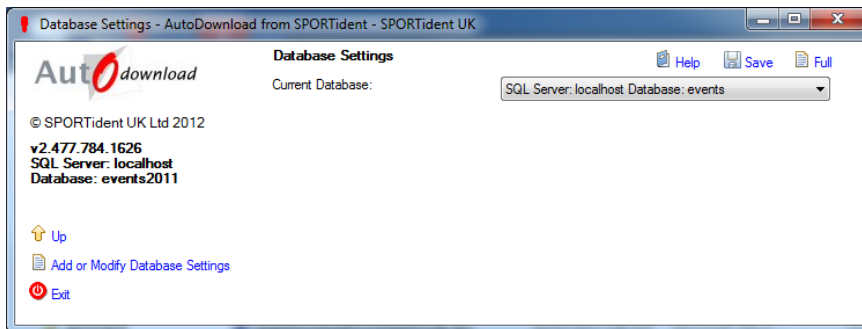 Database Settings - AutoDownload from SPORTident - SPORTident UK
AutOdownload
Database Settings
Help
Save
Full
Current Database:
SQL Server: localhost Database: events
© SPORTident UK Ltd 2012
v2.477.784.1626
SQL Server: localhost
Database: events2011
Up
Add or Modify Database Settings
Exit